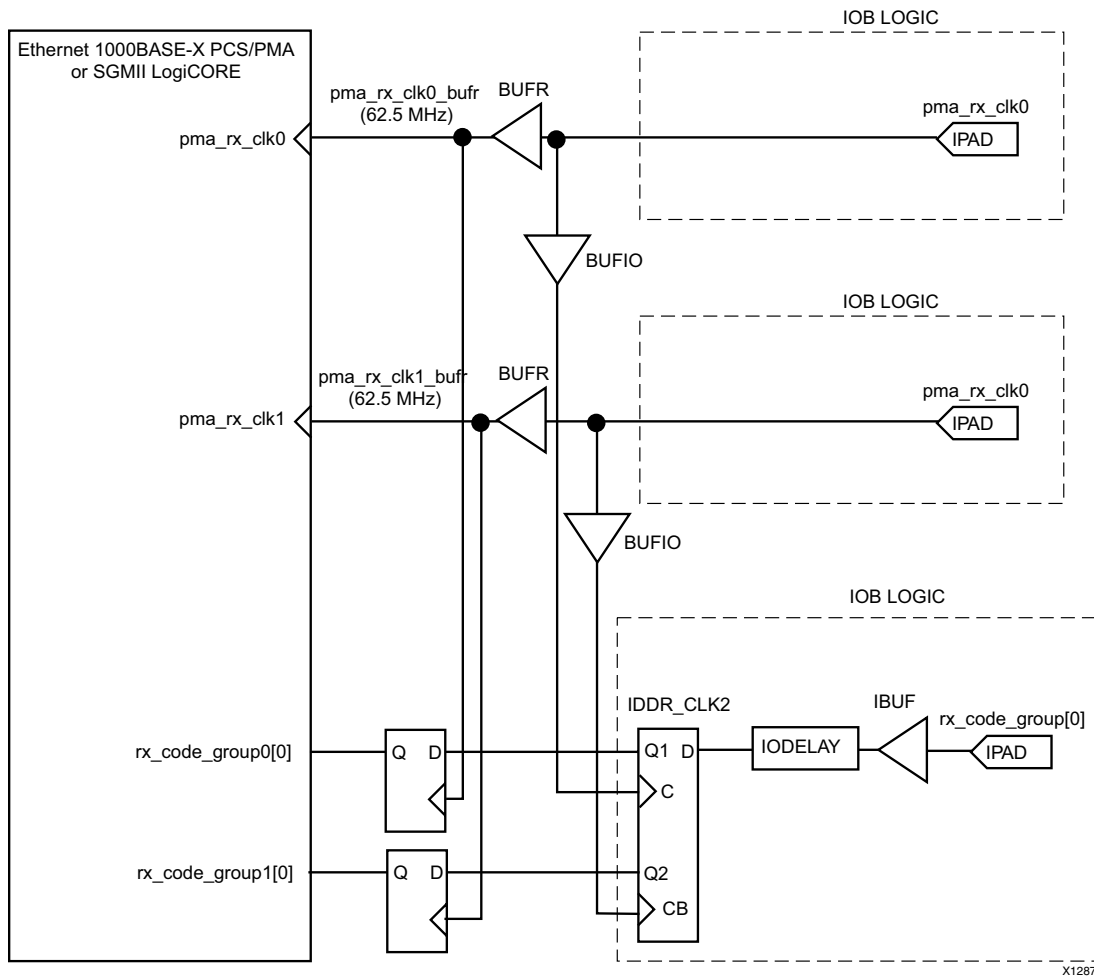 IOB LOGIC
Ethernet 1000BASE-X PCS/PMA
or SGMII LogiCORE
pma_rx_clk0_bufr
(62.5 MHz)
BUFR
pma_rx_clk0
pma_rx_clk0
IPAD
BUFIO
IOB LOGIC
pma_rx_clk1_bufr
(62.5 MHz)
BUFR
pma_rx_clk0
pma_rx_clk1
IPAD
BUFIO
IOB LOGIC
IDDR_CLK2
IBUF
rx_code_group[0]
rx_code_group0[0]
Q D
Q1 D
IODELAY
IPAD
C
rx_code_group1[0]
Q D
Q2
CB
X1287